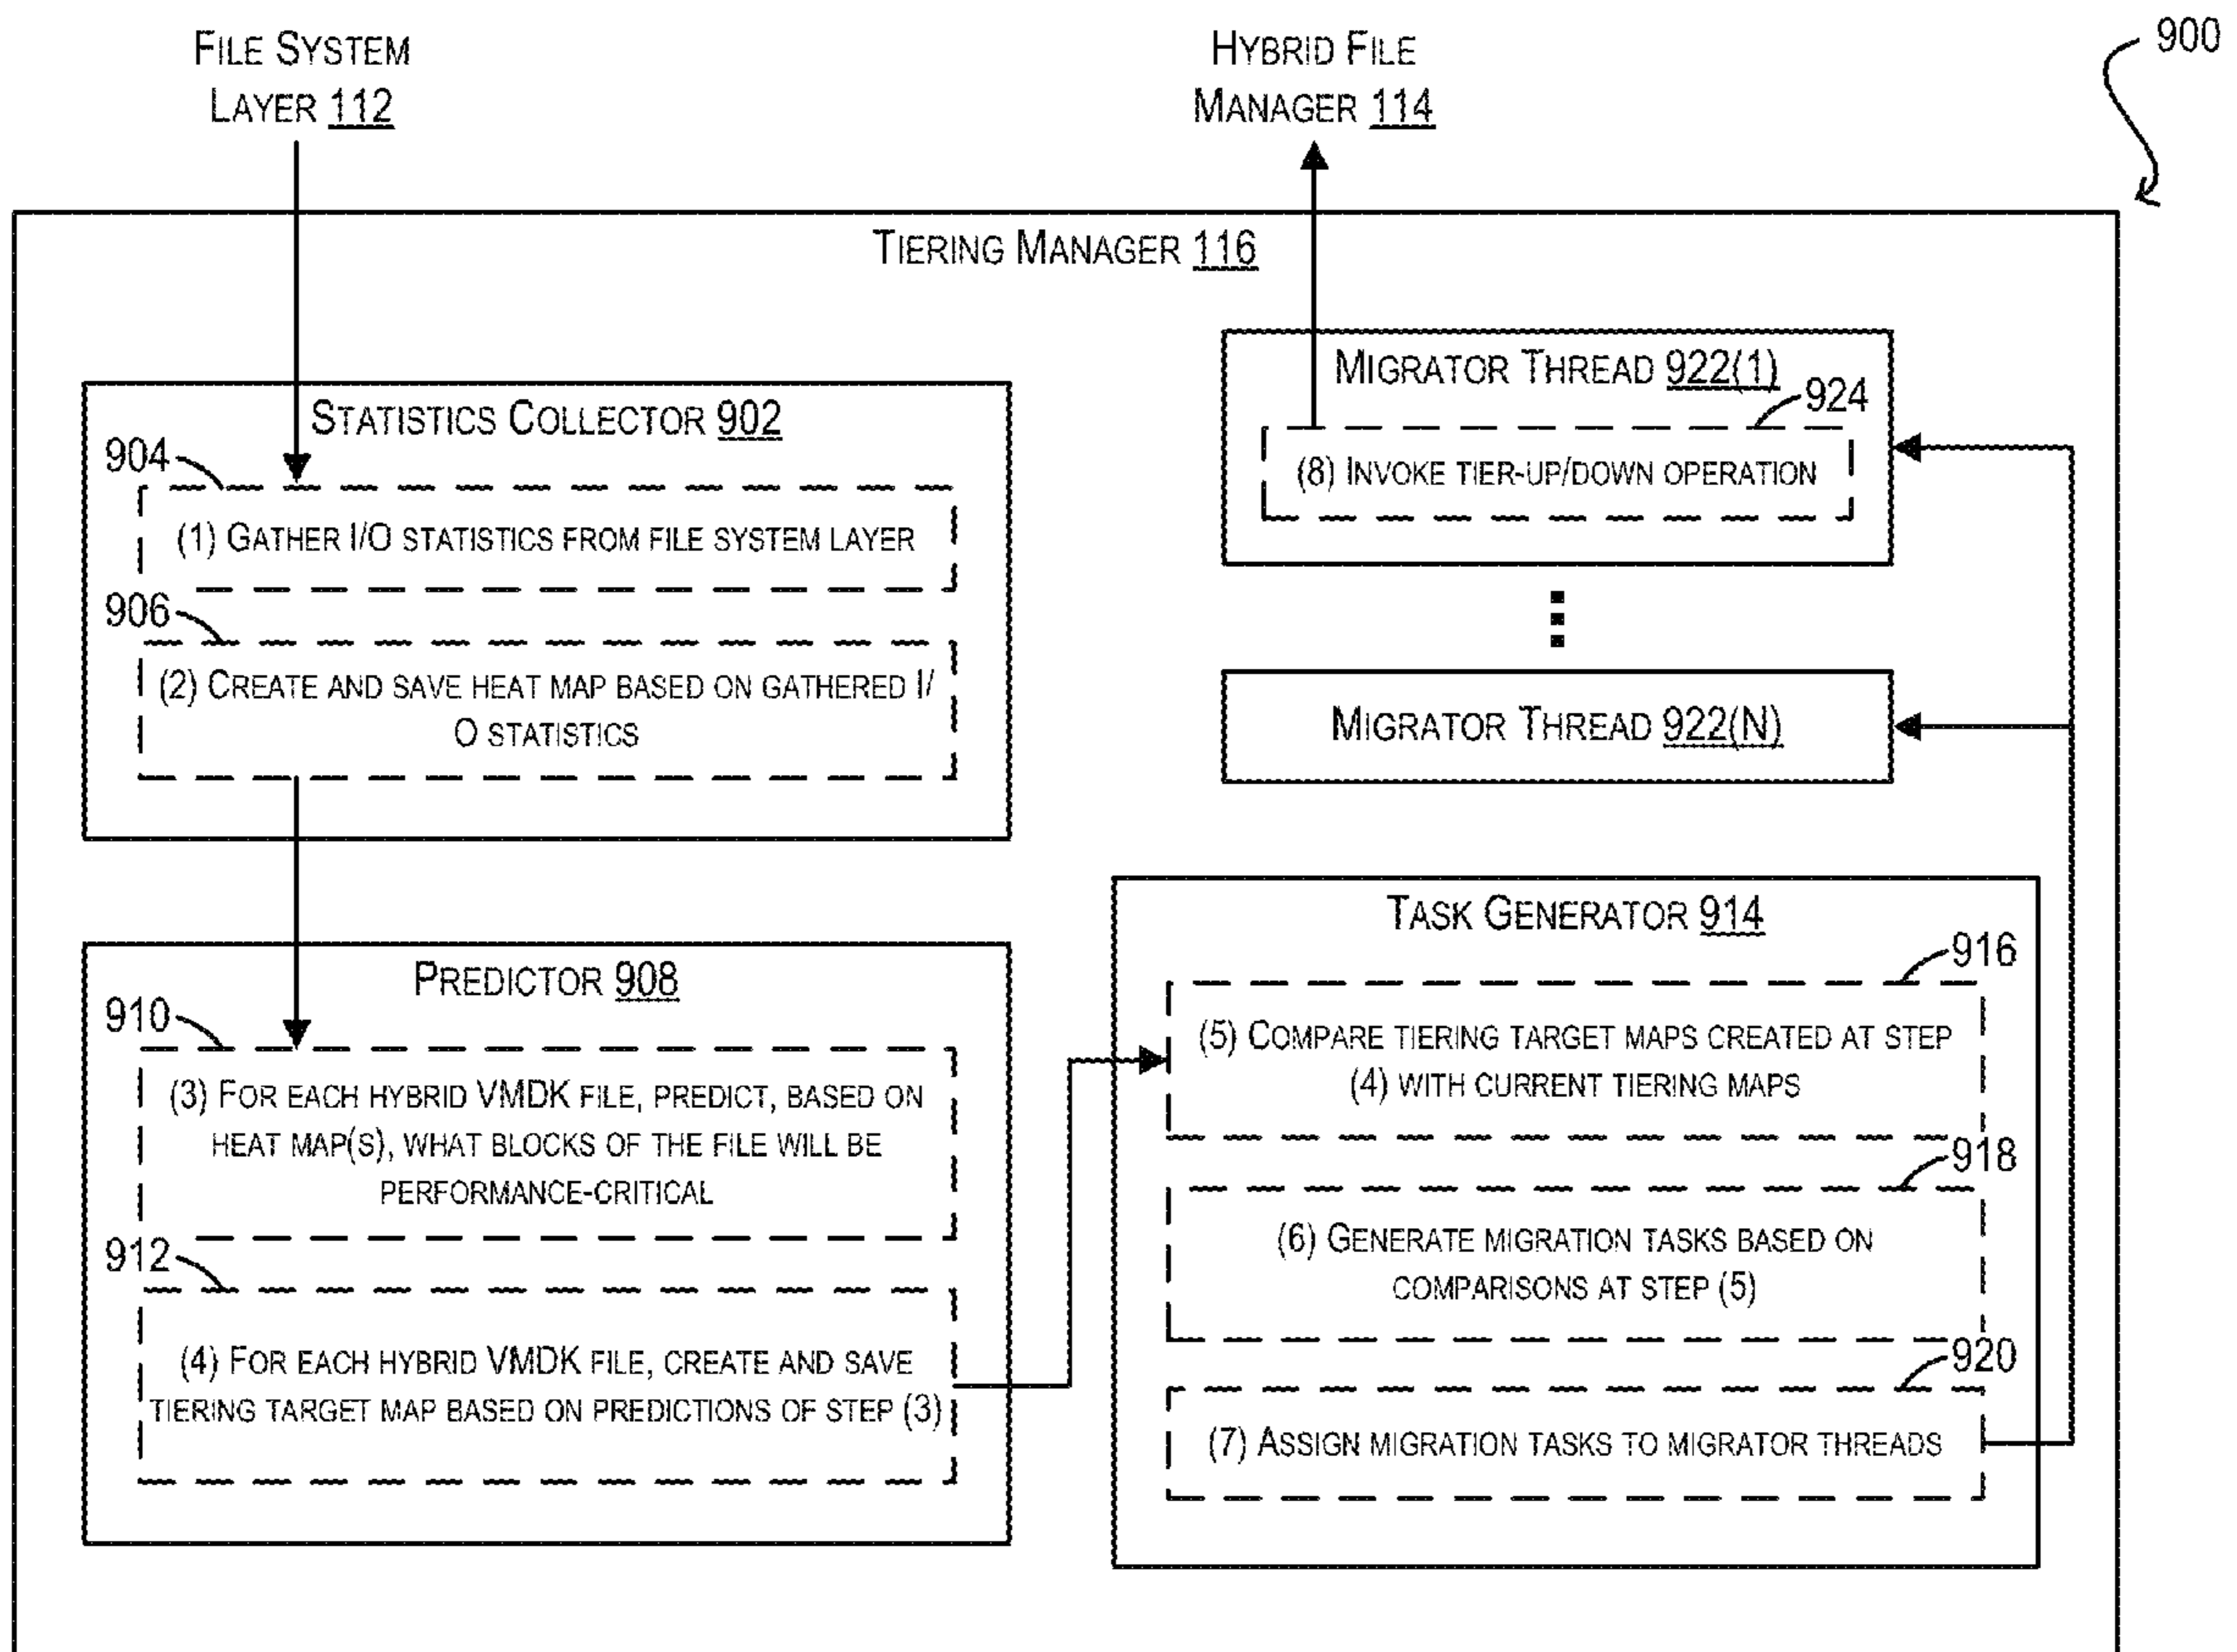 FILE SYSTEM
LAYER 112
HYBRID FILE
MANAGER 114
900
TIERING MANAGER 116
STATISTICS COLLECTOR 902
904
(1) GATHER I/O STATISTICS FROM FILE SYSTEM LAYER
906
(2) CREATE AND SAVE HEAT MAP BASED ON GATHERED I/
O STATISTICS
PREDICTOR 908
910
(3) FOR EACH HYBRID VMDK FILE, PREDICT, BASED ON
HEAT MAP(S), WHAT BLOCKS OF THE FILE WILL BE
PERFORMANCE-CRITICAL
912
(4) FOR EACH HYBRID VMDK FILE, CREATE AND SAVE
TIERING TARGET MAP BASED ON PREDICTIONS OF STEP (3)
MIGRATOR THREAD 922(1)
924
(8) INVOKE TIER-UP/DOWN OPERATION
MIGRATOR THREAD 922(N)
TASK GENERATOR 914
916
(5) COMPARE TIERING TARGET MAPS CREATED AT STEP
(4) WITH CURRENT TIERING MAPS
918
(6) GENERATE MIGRATION TASKS BASED ON
COMPARISONS AT STEP (5)
920
(7) ASSIGN MIGRATION TASKS TO MIGRATOR THREADS